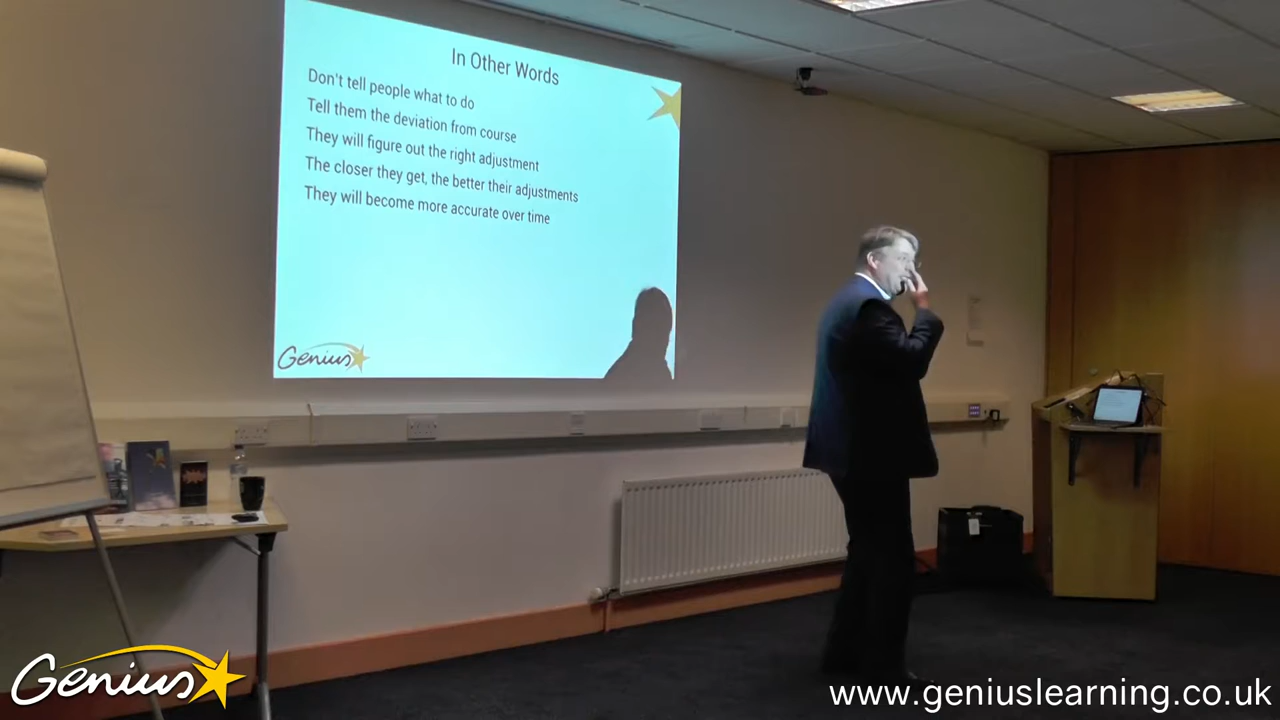 In Other Words
Don't tell people what to do
Tell them the deviation from course
They will figure out the right adjustment
The closer they get, the better their adjustments
They will become more accurate over time
Genius
Genius
www.geniuslearning.co.uk